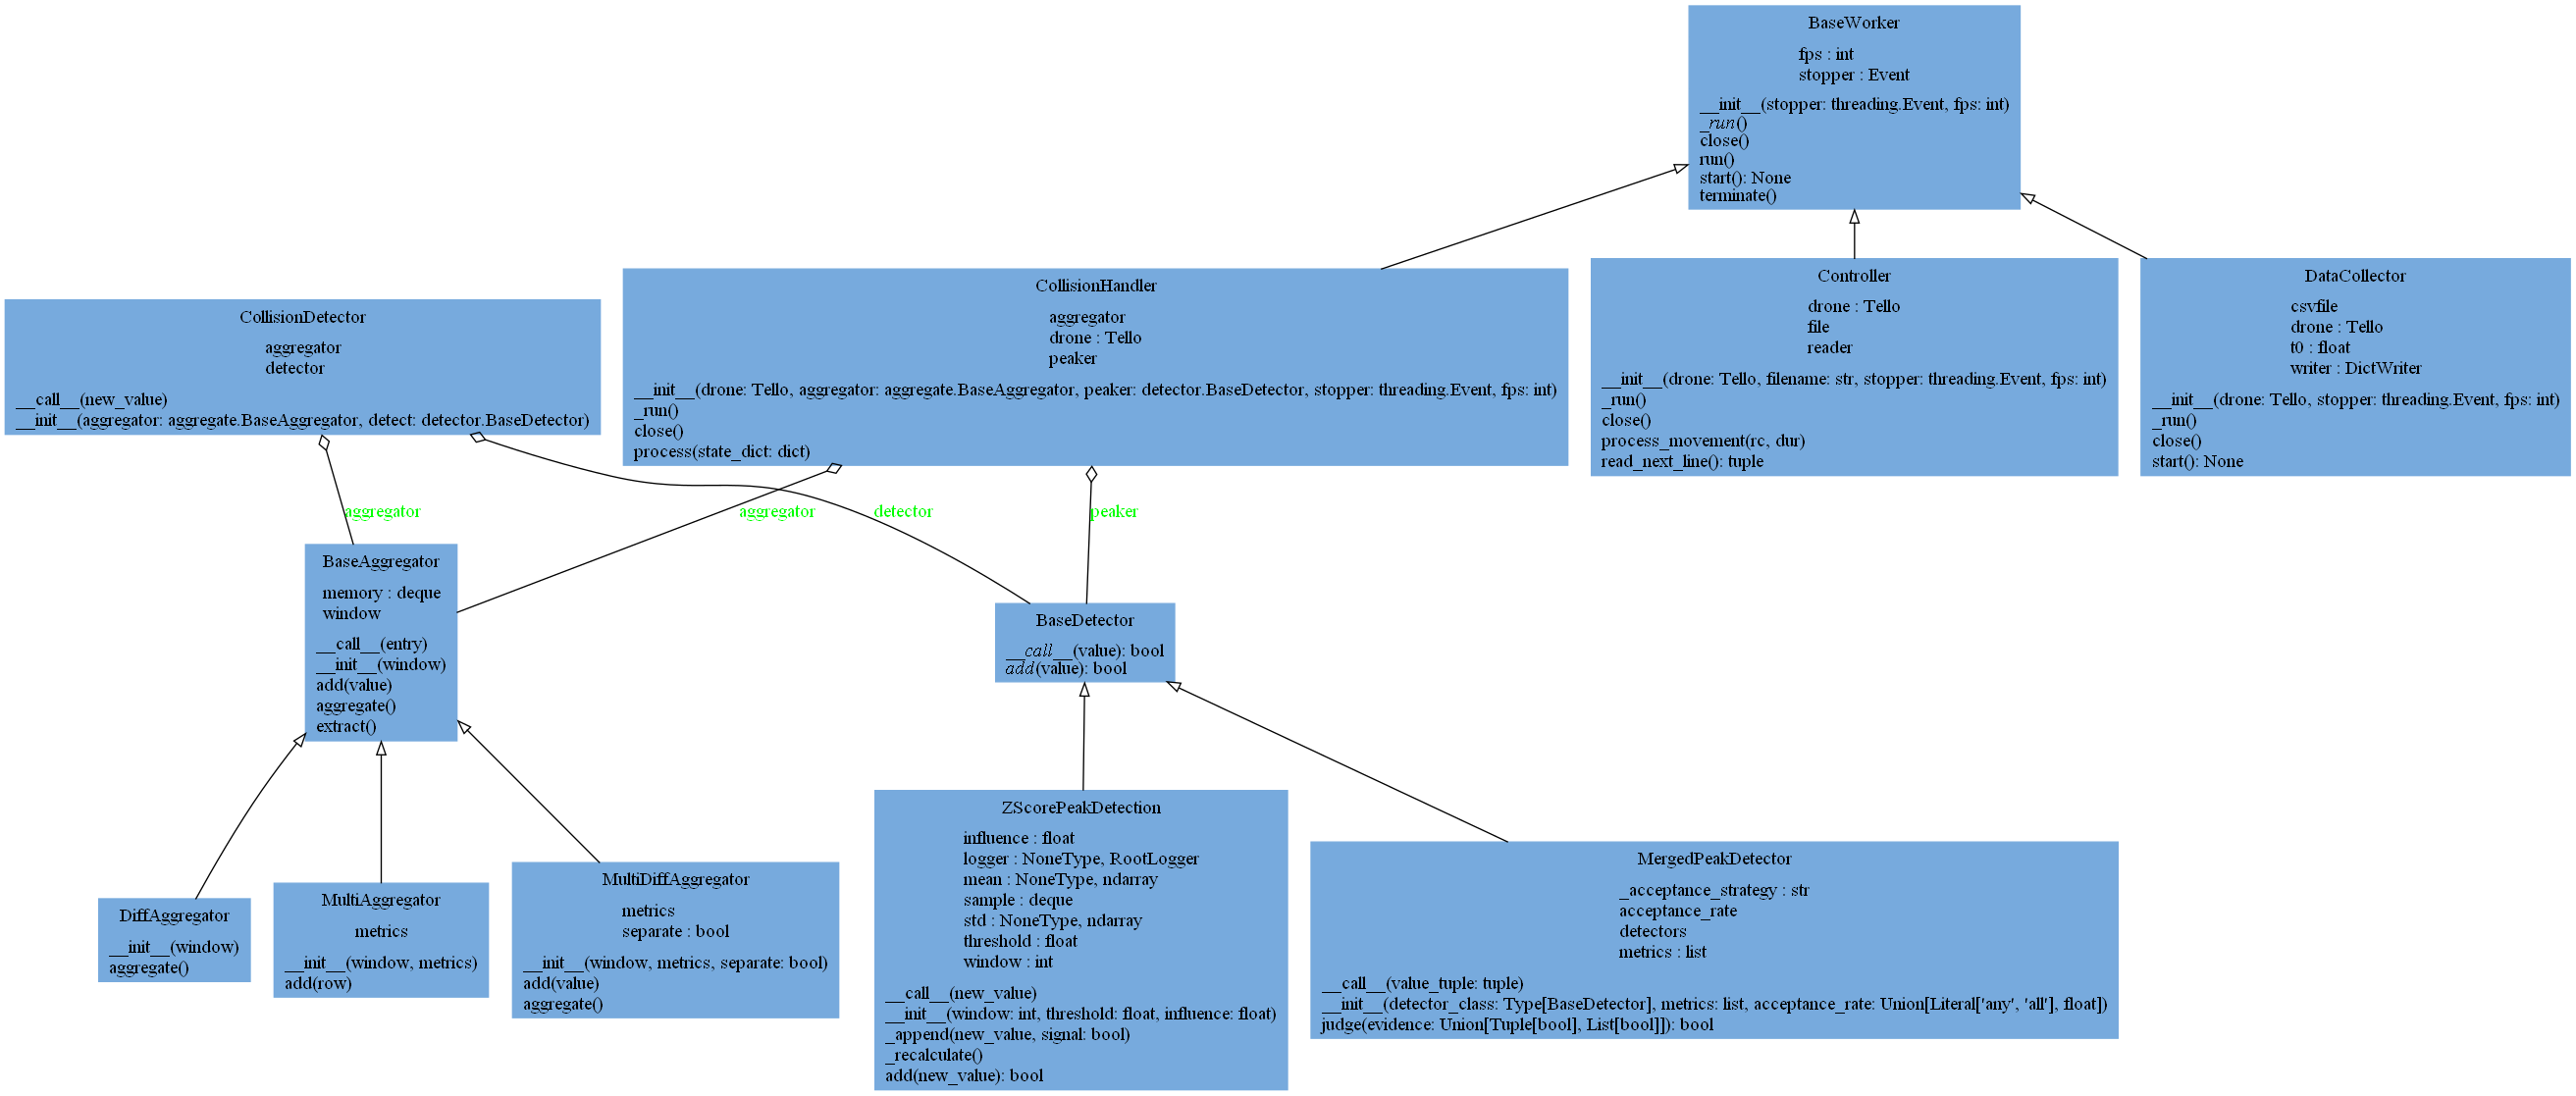 BaseWorker
fps : int
stopper : Event
__init__(stopper: threading.Event, fps: int)
_run()
close()
run()
start(): None
terminate()
CollisionDetector
aggregator
detector
__call__(new_value)
__init__(aggregator: aggregate.BaseAggregator, detect: detector.BaseDetector)
CollisionHandler
aggregator
drone : Tello
peaker
__init__(drone: Tello, aggregator: aggregate.BaseAggregator, peaker: detector.BaseDetector, stopper: threading.Event, fps: int)
_run()
close()
process(state_dict: dict)
Controller
drone : Tello
file
reader
__init__(drone: Tello, filename: str, stopper: threading.Event, fps: int)
_run()
close()
process_movement(rc, dur)
read_next_line(): tuple
DataCollector
csvfile
drone : Tello
t0 : float
writer : DictWriter
__init__(drone: Tello, stopper: threading.Event, fps: int)
_run()
close()
start(): None
aggregator
aggregator
detector
peaker
BaseAggregator
memory : deque
window
__call__(entry)
__init__(window)
add(value)
aggregate()
extract()
BaseDetector
__call__(value): bool
add(value): bool
DiffAggregator
__init__(window)
aggregate()
MultiAggregator
metrics
__init__(window, metrics)
add(row)
MultiDiffAggregator
metrics
separate : bool
__init__(window, metrics, separate: bool)
add(value)
aggregate()
ZScorePeakDetection
influence : float
logger : NoneType, RootLogger
mean : NoneType, ndarray
sample : deque
std : NoneType, ndarray
threshold : float
window : int
__call__(new_value)
__init__(window: int, threshold: float, influence: float)
_append(new_value, signal: bool)
_recalculate()
add(new_value): bool
MergedPeakDetector
_acceptance_strategy : str
acceptance_rate
detectors
metrics : list
__call__(value_tuple: tuple)
__init__(detector_class: Type[BaseDetector], metrics: list, acceptance_rate: Union[Literal['any', 'all'], float])
judge(evidence: Union[Tuple[bool], List[bool]]): bool